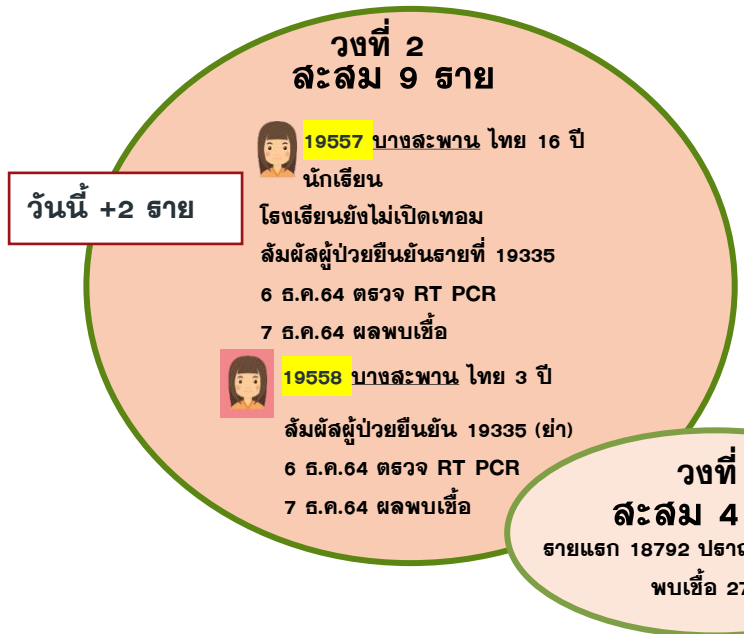 วงที่ 2
สะสม 9 ราย
19557 บางสะพาน ไทย 16 ปี
นักเรียน
โรงเรียนยังไม่เปิดเทอม
สัมผัสผู้ป่วยยืนยันรายที่ 19335
6 ธ.ค.64 ตรวจ RT PCR
7 ธ.ค.64 ผลพบเชื้อ
วันนี้ +2 ราย
19558 บางสะพาน ไทย 3 ปี
สัมผัสผู้ป่วยยืนยัน 19335 (ย่า)
6 ธ.ค.64 ตรวจ RT PCR
7 ธ.ค.64 ผลพบเชื้อ
วงที่
สะสม 4
รายแรก 18792
พบเชื้อ 27